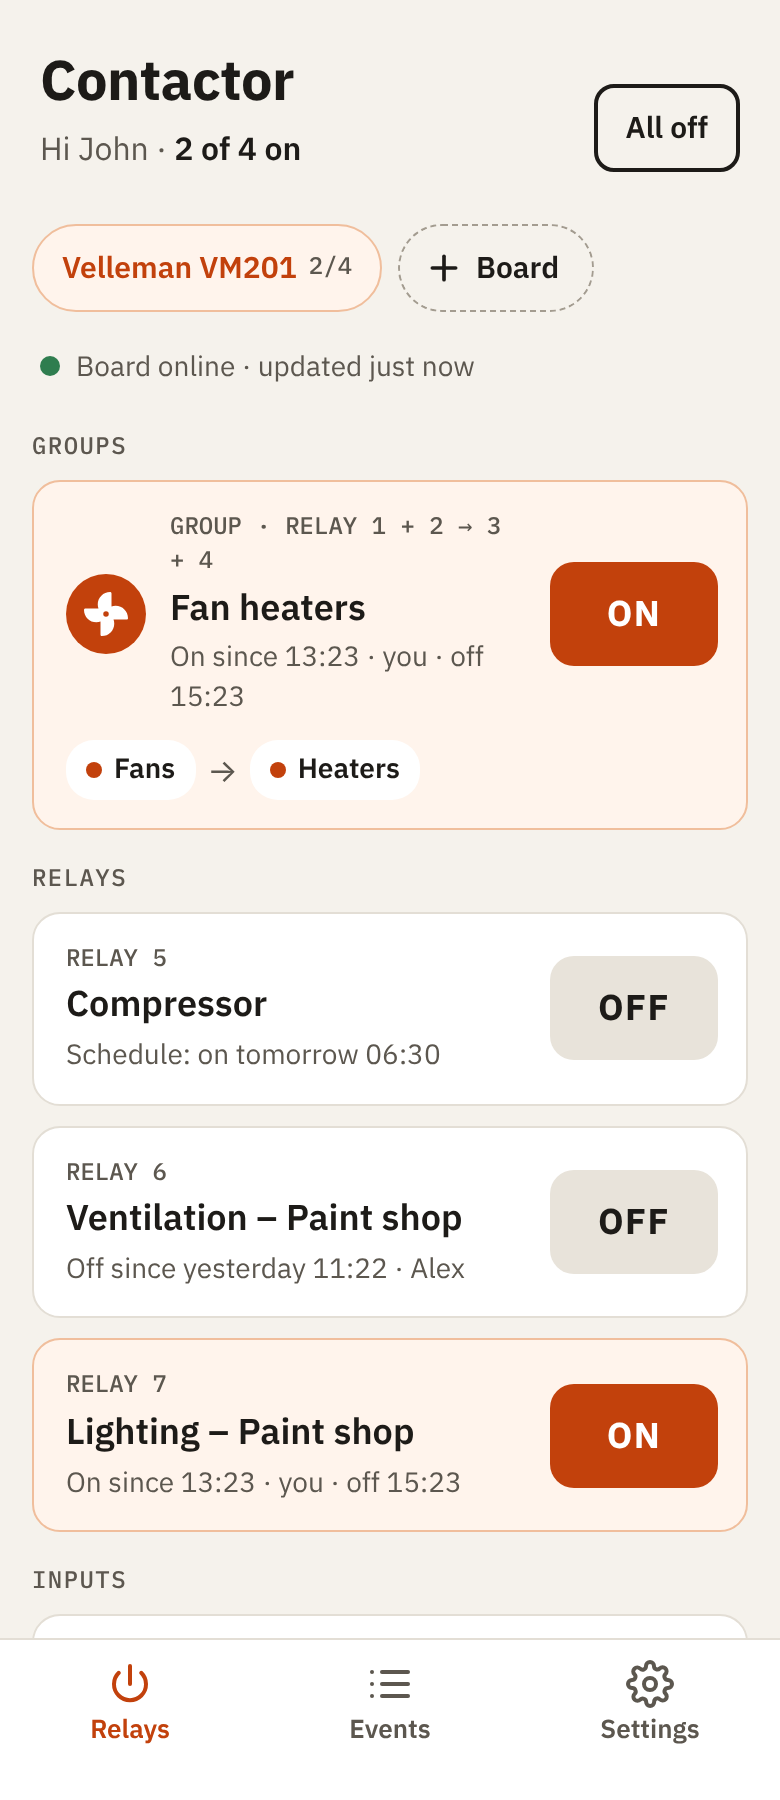 Contactor
Hi John · 2 of 4 on
All off
Velleman VM201 2/4
+ Board
Board online · updated just now
GROUPS
GROUP · RELAY 1 + 2 → 3
+ 4
Fan heaters
On since 13:23 · you · off
15:23
ON
Fans → Heaters
RELAYS
RELAY 5
Compressor
Schedule: on tomorrow 06:30
OFF
RELAY 6
Ventilation – Paint shop
Off since yesterday 11:22 · Alex
OFF
RELAY 7
Lighting – Paint shop
On since 13:23 · you · off 15:23
ON
INPUTS
Relays
Events
Settings